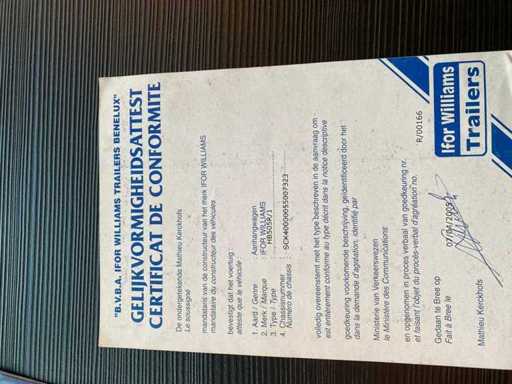 "B.V.B.A. IFOR WILLIAMS TRAILERS BENELUX"
GELIJKVORMIGHEIDSATTEST
CERTIFICAT DE CONFORMITE
De ondergetekende Mathieu Kerckhofs
Le soussigné
mandataris van de constructeur van het merk IFOR WILLIAMS
mandataire du constructeur des véhicules
bevestigt dat het voertuig
atteste que le véhicule :
1. Aard / Genre : Aanhangwagen
2. Merk / Marque : IFOR WILLIAMS
3. Type / Type : HB505R/1
4. Chassisnummer : SCK40000055007323
Numéro de chassis :
volledig overeenstemt met het type beschreven in de aanvraag om
est entièrement conforme au type décrit dans la notice descriptive
goedkeuring voorkomende beschrijving, geïdentificeerd door het
dans la demande d'agréation, identifié par
Ministerie van Verkeerswezen
le Ministère des Communications
en opgenomen in proces verbaal van goedkeuring nr.
et faisant l'objet du procès-verbal d'agréation no.
R/00166
Gedaan te Bree op
Fait à Bree le
Mathieu Kerckhofs
Ifor Williams
Trailers